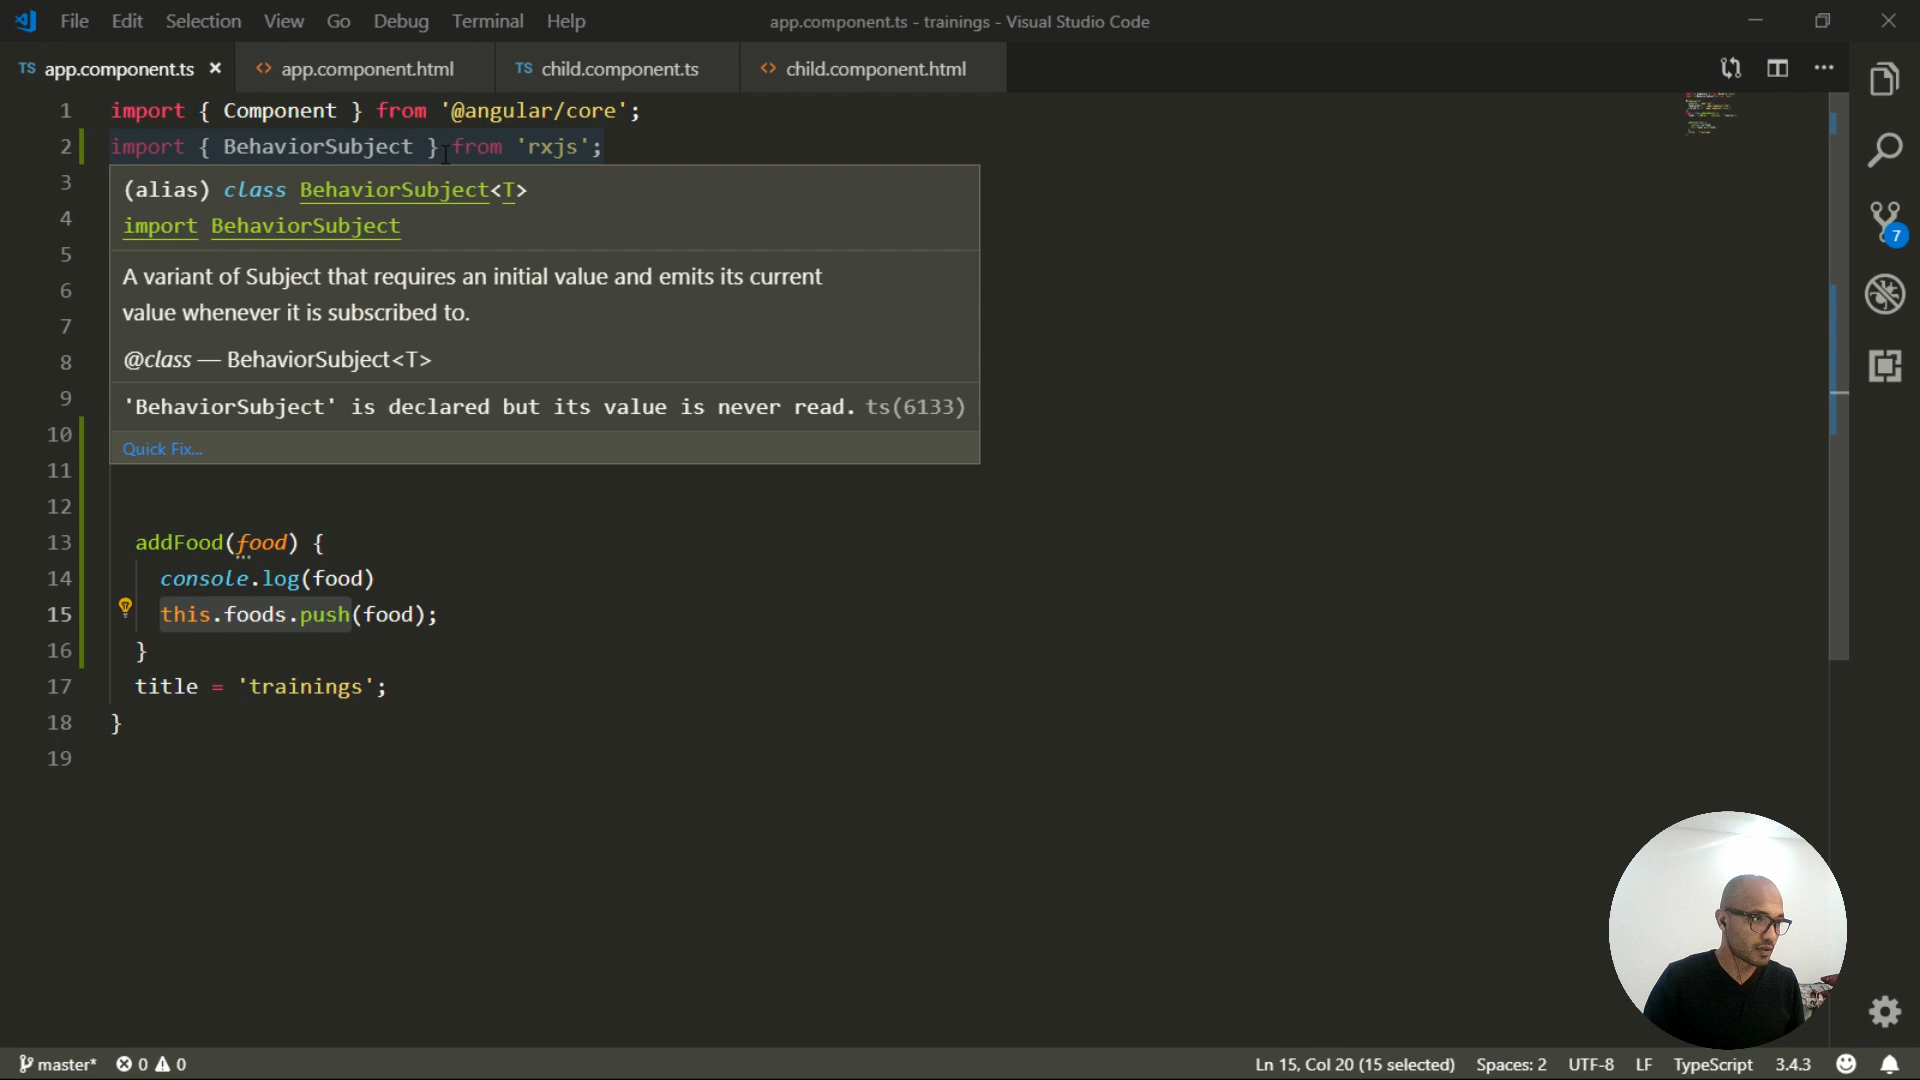 File Edit Selection View Go Debug Terminal Help
app.component.ts - trainings - Visual Studio Code
TS app.component.ts × <> app.component.html TS child.component.ts <> child.component.html
1 import { Component } from '@angular/core';
2 import { BehaviorSubject } from 'rxjs';
3 (alias) class BehaviorSubject<T>
4 import BehaviorSubject
5
6 A variant of Subject that requires an initial value and emits its current
7 value whenever it is subscribed to.
8 @class — BehaviorSubject<T>
9 'BehaviorSubject' is declared but its value is never read. ts(6133)
10 Quick Fix...
11
12
13 addFood(food) {
14 console.log(food)
15 this.foods.push(food);
16 }
17 title = 'trainings';
18 }
19
7
master* 0 0 Ln 15, Col 20 (15 selected) Spaces: 2 UTF-8 LF TypeScript 3.4.3